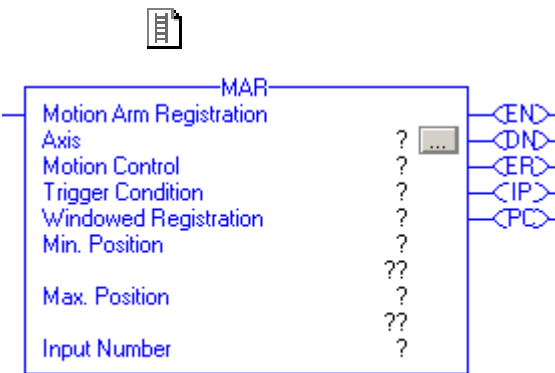 MAR
Motion Arm Registration EN
Axis ? ... DN
Motion Control ? ER
Trigger Condition ? IP
Windowed Registration ? PC
Min. Position ?
??
Max. Position ?
??
Input Number ?